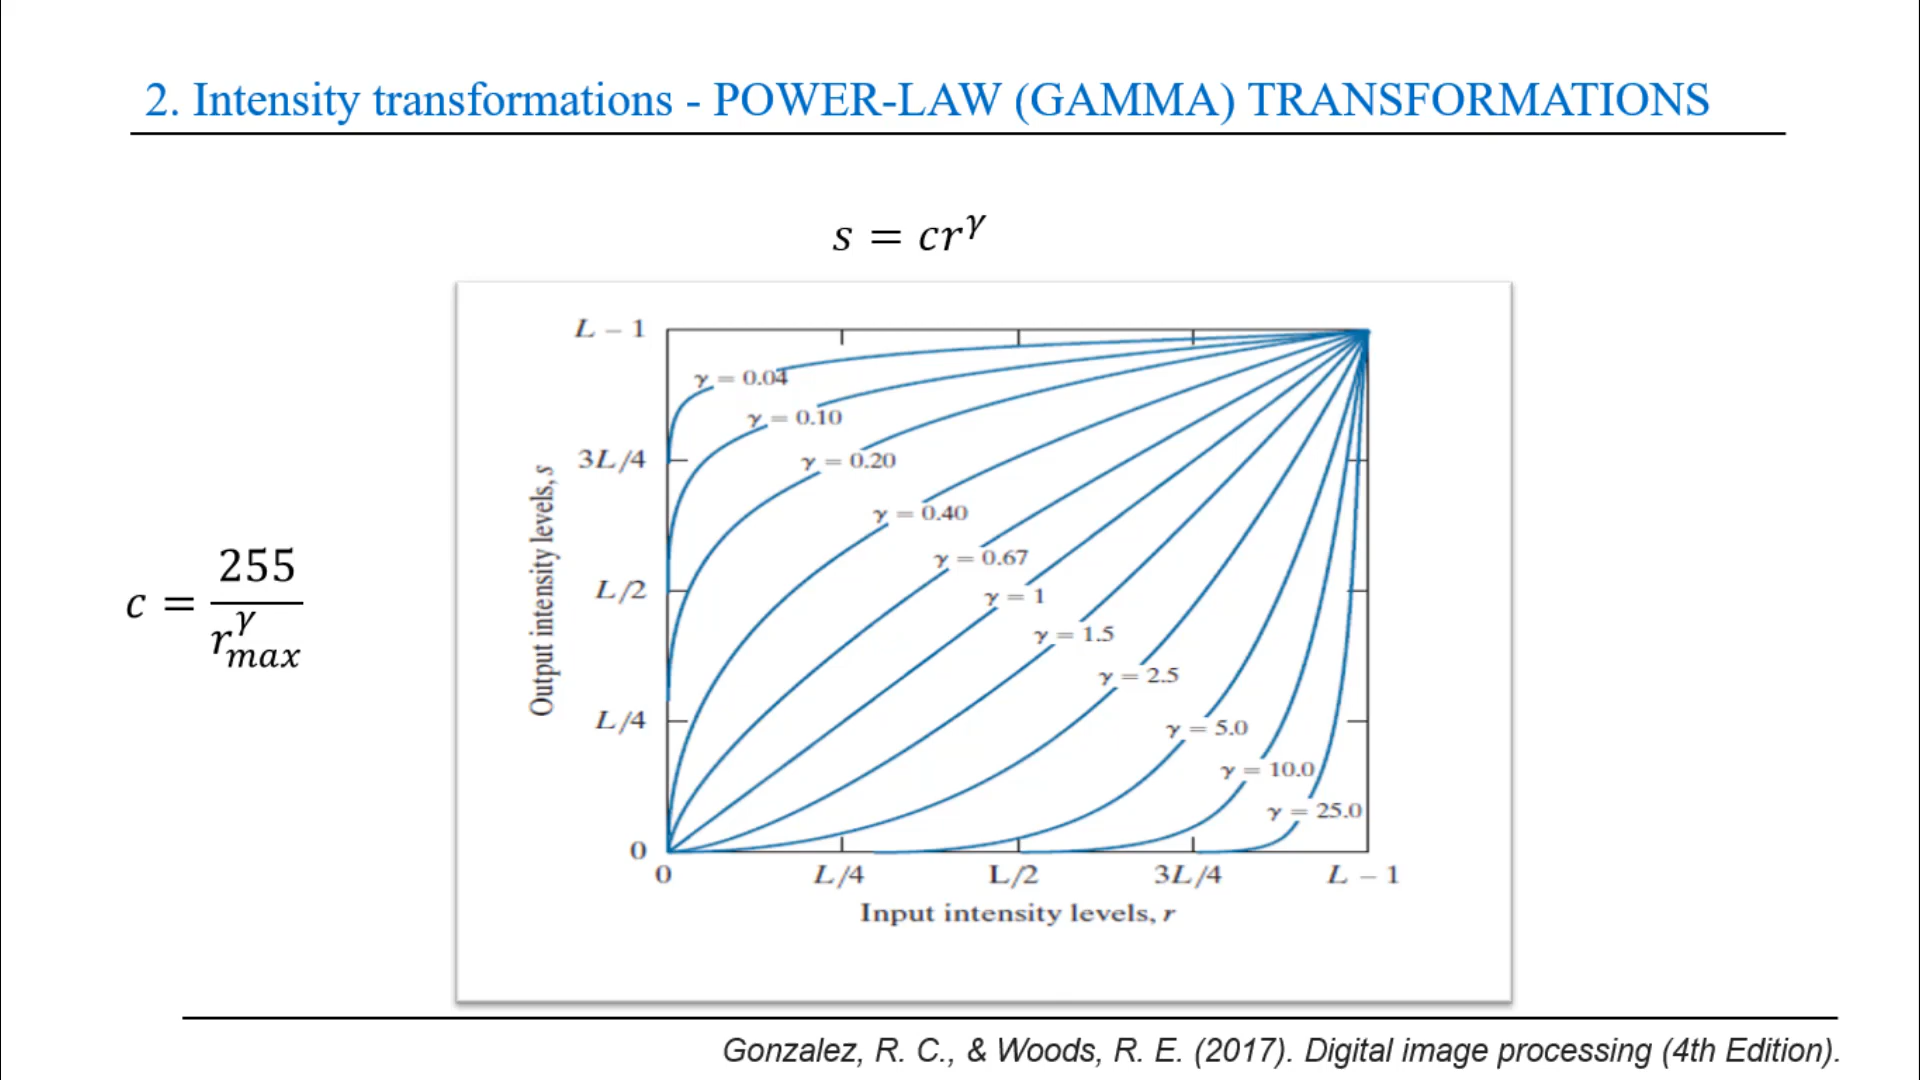 2. Intensity transformations - POWER-LAW (GAMMA) TRANSFORMATIONS
s = cr^γ
c = 255 / r_max^γ
Output intensity levels, s
L − 1
3L/4
L/2
L/4
0
γ = 0.04
γ = 0.10
γ = 0.20
γ = 0.40
γ = 0.67
γ = 1
γ = 1.5
γ = 2.5
γ = 5.0
γ = 10.0
γ = 25.0
0 L/4 L/2 3L/4 L − 1
Input intensity levels, r
Gonzalez, R. C., & Woods, R. E. (2017). Digital image processing (4th Edition).